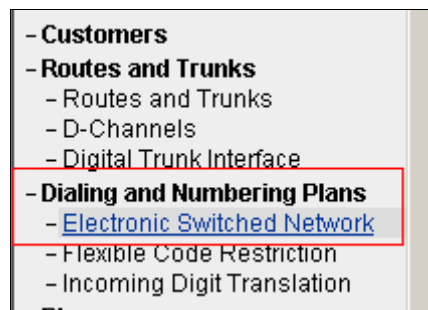 – Customers
– Routes and Trunks
– Routes and Trunks
– D-Channels
– Digital Trunk Interface
– Dialing and Numbering Plans
– Electronic Switched Network
– Flexible Code Restriction
– Incoming Digit Translation